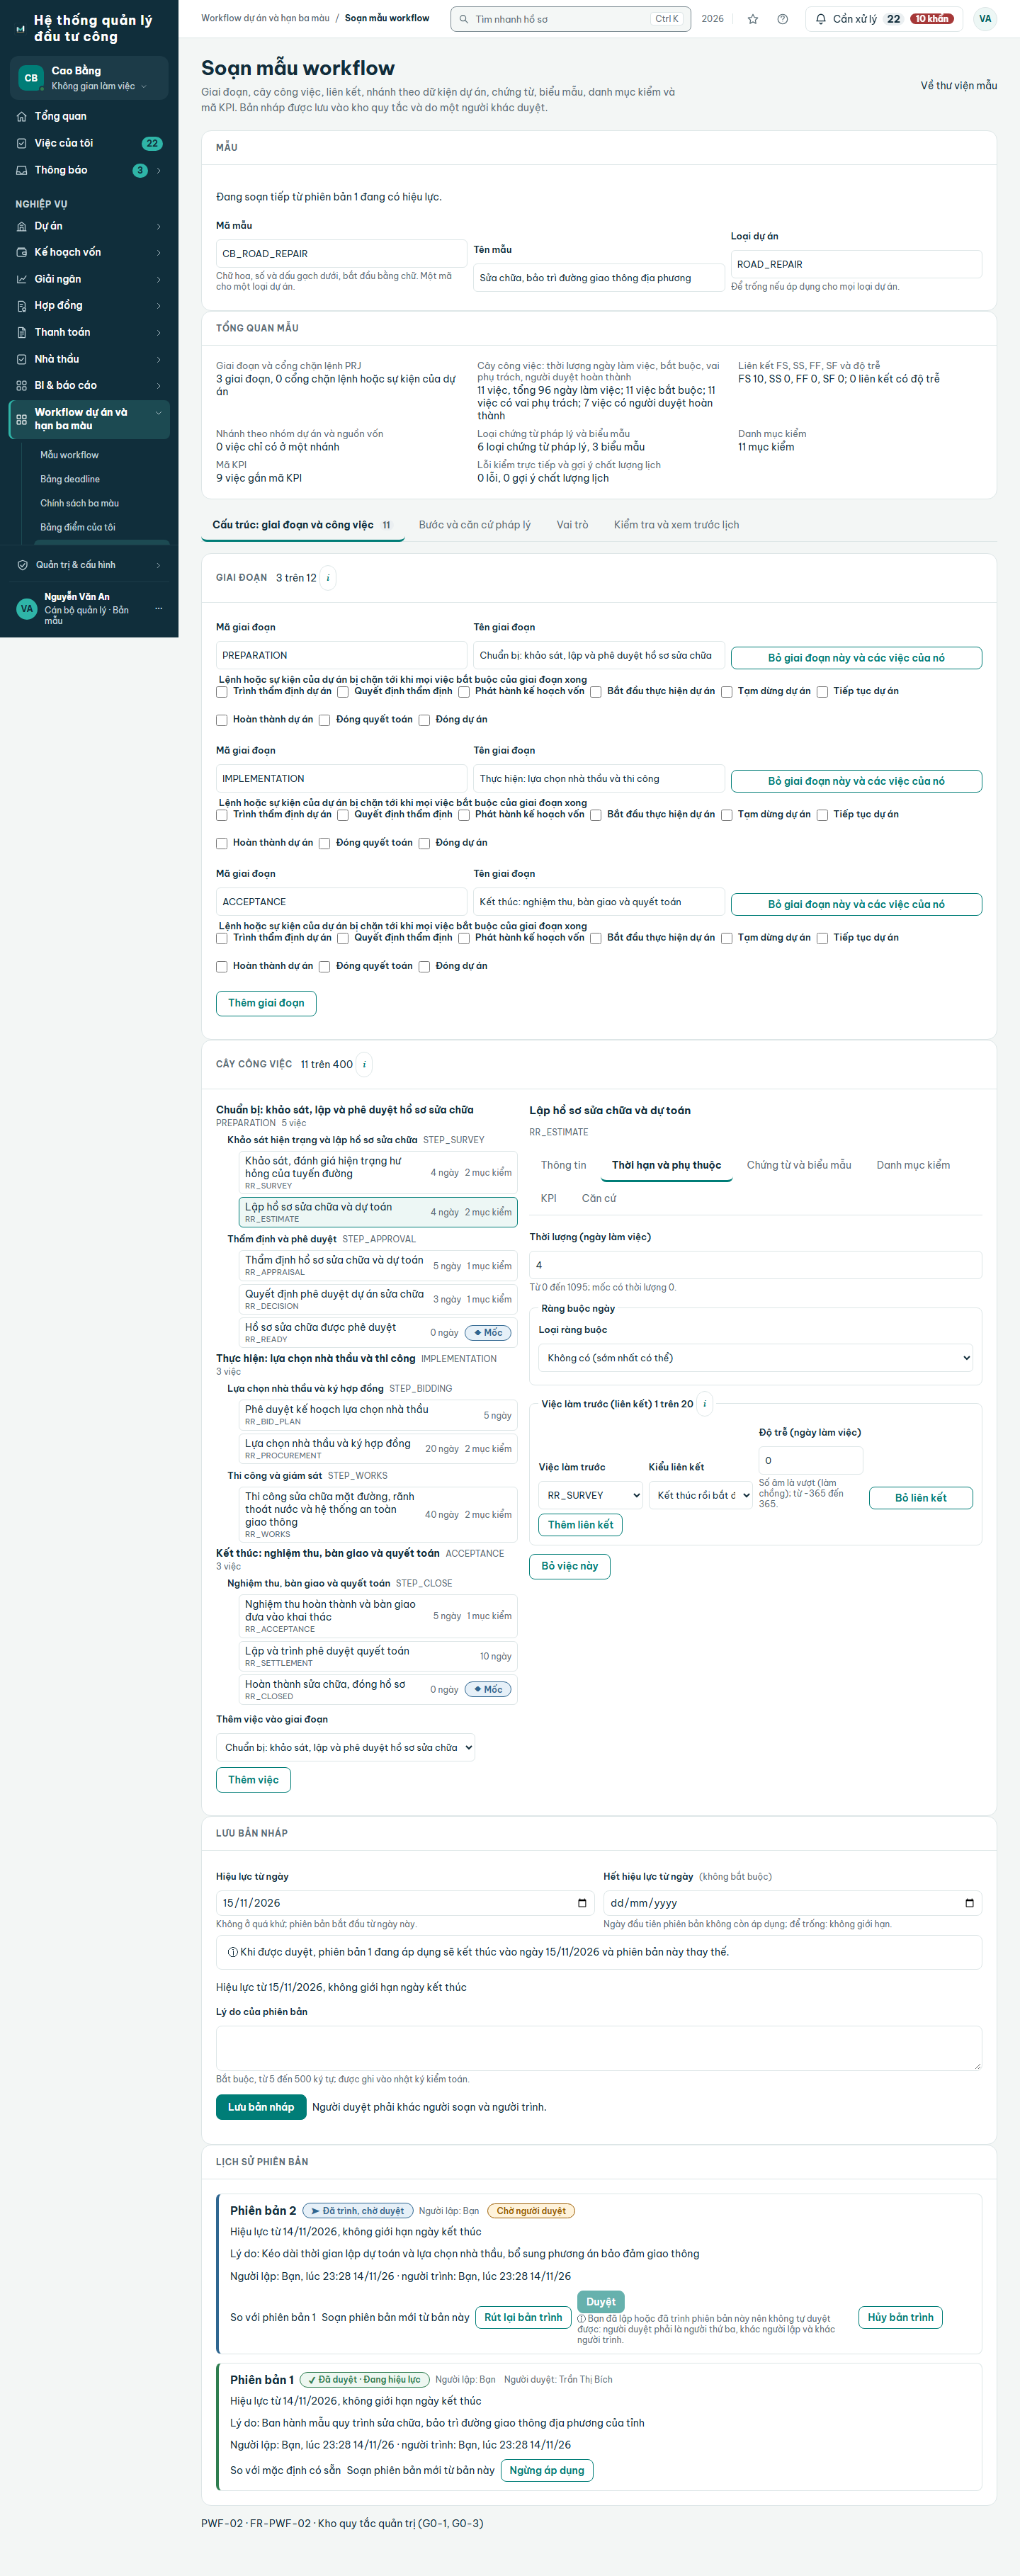 Hệ thống quản lý
đầu tư công
CB
Cao Bằng
Không gian làm việc
Tổng quan
Việc của tôi 22
Thông báo 3
NGHIỆP VỤ
Dự án
Kế hoạch vốn
Giải ngân
Hợp đồng
Thanh toán
Nhà thầu
BI & báo cáo
Workflow dự án và
hạn ba màu
Mẫu workflow
Bảng deadline
Chính sách ba màu
Bảng điểm của tôi
Quản trị & cấu hình
VA
Nguyễn Văn An
Cán bộ quản lý · Bản
mẫu
Workflow dự án và hạn ba màu / Soạn mẫu workflow
Tìm nhanh hồ sơ Ctrl K
2026
Cần xử lý 22 10 khẩn
VA
Soạn mẫu workflow
Giai đoạn, cây công việc, liên kết, nhánh theo dữ kiện dự án, chứng từ, biểu mẫu, danh mục kiểm và
mã KPI. Bản nháp được lưu vào kho quy tắc và do một người khác duyệt.
Về thư viện mẫu
MẪU
Đang soạn tiếp từ phiên bản 1 đang có hiệu lực.
Mã mẫu
CB_ROAD_REPAIR
Chữ hoa, số và dấu gạch dưới, bắt đầu bằng chữ. Một mã
cho một loại dự án.
Tên mẫu
Sửa chữa, bảo trì đường giao thông địa phương
Loại dự án
ROAD_REPAIR
Để trống nếu áp dụng cho mọi loại dự án.
TỔNG QUAN MẪU
Giai đoạn và cổng chặn lệnh PRJ
3 giai đoạn, 0 cổng chặn lệnh hoặc sự kiện của dự
án
Cây công việc: thời lượng ngày làm việc, bắt buộc, vai
phụ trách, người duyệt hoàn thành
11 việc, tổng 96 ngày làm việc; 11 việc bắt buộc; 11
việc có vai phụ trách; 7 việc có người duyệt hoàn
thành
Liên kết FS, SS, FF, SF và độ trễ
FS 10, SS 0, FF 0, SF 0; 0 liên kết có độ trễ
Nhánh theo nhóm dự án và nguồn vốn
0 việc chỉ có ở một nhánh
Loại chứng từ pháp lý và biểu mẫu
6 loại chứng từ pháp lý, 3 biểu mẫu
Danh mục kiểm
11 mục kiểm
Mã KPI
9 việc gắn mã KPI
Lỗi kiểm trực tiếp và gợi ý chất lượng lịch
0 lỗi, 0 gợi ý chất lượng lịch
Cấu trúc: giai đoạn và công việc 11
Bước và căn cứ pháp lý
Vai trò
Kiểm tra và xem trước lịch
GIAI ĐOẠN 3 trên 12 i
Mã giai đoạn
PREPARATION
Tên giai đoạn
Chuẩn bị: khảo sát, lập và phê duyệt hồ sơ sửa chữa
Bỏ giai đoạn này và các việc của nó
Lệnh hoặc sự kiện của dự án bị chặn tới khi mọi việc bắt buộc của giai đoạn xong
Trình thẩm định dự án Quyết định thẩm định Phát hành kế hoạch vốn Bắt đầu thực hiện dự án Tạm dừng dự án Tiếp tục dự án
Hoàn thành dự án Đóng quyết toán Đóng dự án
Mã giai đoạn
IMPLEMENTATION
Tên giai đoạn
Thực hiện: lựa chọn nhà thầu và thi công
Bỏ giai đoạn này và các việc của nó
Lệnh hoặc sự kiện của dự án bị chặn tới khi mọi việc bắt buộc của giai đoạn xong
Trình thẩm định dự án Quyết định thẩm định Phát hành kế hoạch vốn Bắt đầu thực hiện dự án Tạm dừng dự án Tiếp tục dự án
Hoàn thành dự án Đóng quyết toán Đóng dự án
Mã giai đoạn
ACCEPTANCE
Tên giai đoạn
Kết thúc: nghiệm thu, bàn giao và quyết toán
Bỏ giai đoạn này và các việc của nó
Lệnh hoặc sự kiện của dự án bị chặn tới khi mọi việc bắt buộc của giai đoạn xong
Trình thẩm định dự án Quyết định thẩm định Phát hành kế hoạch vốn Bắt đầu thực hiện dự án Tạm dừng dự án Tiếp tục dự án
Hoàn thành dự án Đóng quyết toán Đóng dự án
Thêm giai đoạn
CÂY CÔNG VIỆC 11 trên 400 i
Chuẩn bị: khảo sát, lập và phê duyệt hồ sơ sửa chữa
PREPARATION 5 việc
Khảo sát hiện trạng và lập hồ sơ sửa chữa STEP_SURVEY
Khảo sát, đánh giá hiện trạng hư
hỏng của tuyến đường
RR_SURVEY
4 ngày 2 mục kiểm
Lập hồ sơ sửa chữa và dự toán
RR_ESTIMATE
4 ngày 2 mục kiểm
Thẩm định và phê duyệt STEP_APPROVAL
Thẩm định hồ sơ sửa chữa và dự toán
RR_APPRAISAL
5 ngày 1 mục kiểm
Quyết định phê duyệt dự án sửa chữa
RR_DECISION
3 ngày 1 mục kiểm
Hồ sơ sửa chữa được phê duyệt
RR_READY
0 ngày ◆ Mốc
Thực hiện: lựa chọn nhà thầu và thi công IMPLEMENTATION
3 việc
Lựa chọn nhà thầu và ký hợp đồng STEP_BIDDING
Phê duyệt kế hoạch lựa chọn nhà thầu
RR_BID_PLAN
5 ngày
Lựa chọn nhà thầu và ký hợp đồng
RR_PROCUREMENT
20 ngày 2 mục kiểm
Thi công và giám sát STEP_WORKS
Thi công sửa chữa mặt đường, rãnh
thoát nước và hệ thống an toàn
giao thông
RR_WORKS
40 ngày 2 mục kiểm
Kết thúc: nghiệm thu, bàn giao và quyết toán ACCEPTANCE
3 việc
Nghiệm thu, bàn giao và quyết toán STEP_CLOSE
Nghiệm thu hoàn thành và bàn giao
đưa vào khai thác
RR_ACCEPTANCE
5 ngày 1 mục kiểm
Lập và trình phê duyệt quyết toán
RR_SETTLEMENT
10 ngày
Hoàn thành sửa chữa, đóng hồ sơ
RR_CLOSED
0 ngày ◆ Mốc
Thêm việc vào giai đoạn
Chuẩn bị: khảo sát, lập và phê duyệt hồ sơ sửa chữa
Thêm việc
Lập hồ sơ sửa chữa và dự toán
RR_ESTIMATE
Thông tin
Thời hạn và phụ thuộc
Chứng từ và biểu mẫu
Danh mục kiểm
KPI
Căn cứ
Thời lượng (ngày làm việc)
4
Từ 0 đến 1095; mốc có thời lượng 0.
Ràng buộc ngày
Loại ràng buộc
Không có (sớm nhất có thể)
Việc làm trước (liên kết) 1 trên 20 i
Việc làm trước
RR_SURVEY
Kiểu liên kết
Kết thúc rồi bắt đ
Độ trễ (ngày làm việc)
0
Số âm là vượt (làm
chồng); từ -365 đến
365.
Bỏ liên kết
Thêm liên kết
Bỏ việc này
LƯU BẢN NHÁP
Hiệu lực từ ngày
15/11/2026
Không ở quá khứ; phiên bản bắt đầu từ ngày này.
Hết hiệu lực từ ngày (không bắt buộc)
dd/mm/yyyy
Ngày đầu tiên phiên bản không còn áp dụng; để trống: không giới hạn.
ⓘ Khi được duyệt, phiên bản 1 đang áp dụng sẽ kết thúc vào ngày 15/11/2026 và phiên bản này thay thế.
Hiệu lực từ 15/11/2026, không giới hạn ngày kết thúc
Lý do của phiên bản
Bắt buộc, từ 5 đến 500 ký tự; được ghi vào nhật ký kiểm toán.
Lưu bản nháp
Người duyệt phải khác người soạn và người trình.
LỊCH SỬ PHIÊN BẢN
Phiên bản 2 ➤ Đã trình, chờ duyệt Người lập: Bạn Chờ người duyệt
Hiệu lực từ 14/11/2026, không giới hạn ngày kết thúc
Lý do: Kéo dài thời gian lập dự toán và lựa chọn nhà thầu, bổ sung phương án bảo đảm giao thông
Người lập: Bạn, lúc 23:28 14/11/26 · người trình: Bạn, lúc 23:28 14/11/26
So với phiên bản 1 Soạn phiên bản mới từ bản này Rút lại bản trình
Duyệt
ⓘ Bạn đã lập hoặc đã trình phiên bản này nên không tự duyệt
được: người duyệt phải là người thứ ba, khác người lập và khác
người trình.
Hủy bản trình
Phiên bản 1 ✓ Đã duyệt · Đang hiệu lực Người lập: Bạn Người duyệt: Trần Thị Bích
Hiệu lực từ 14/11/2026, không giới hạn ngày kết thúc
Lý do: Ban hành mẫu quy trình sửa chữa, bảo trì đường giao thông địa phương của tỉnh
Người lập: Bạn, lúc 23:28 14/11/26 · người trình: Bạn, lúc 23:28 14/11/26
So với mặc định có sẵn Soạn phiên bản mới từ bản này Ngừng áp dụng
PWF-02 · FR-PWF-02 · Kho quy tắc quản trị (G0-1, G0-3)